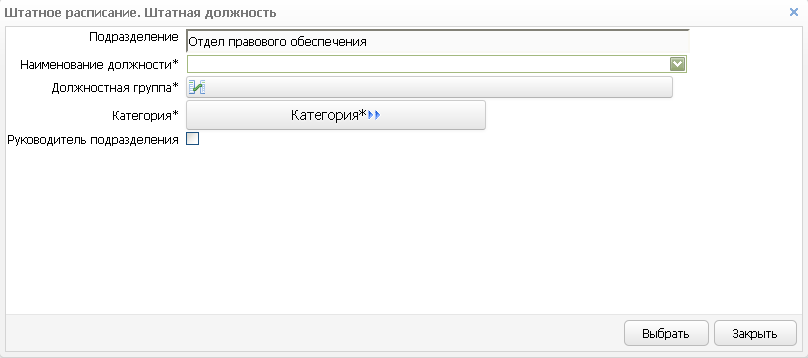 Штатное расписание. Штатная должность
Подразделение Отдел правового обеспечения
Наименование должности*
Должностная группа*
Категория* Категория*
Руководитель подразделения
Выбрать Закрыть